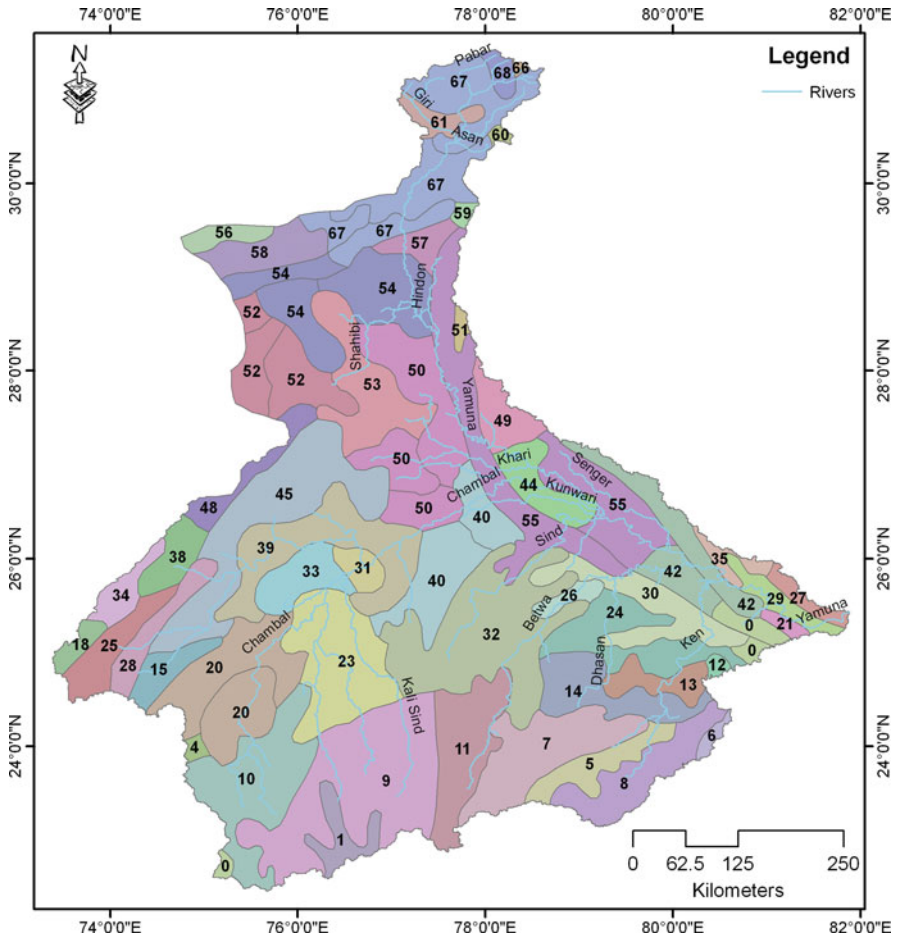 74°0'0"E 76°0'0"E 78°0'0"E 80°0'0"E 82°0'0"E
N
Legend
Rivers
Pabar
66
68
67
Giri
61
Asan
60
30°0'0"N 30°0'0"N
67
59
56
67 67
57
58
54
54
Hindon
52
54
51
Shahibi
28°0'0"N 28°0'0"N
52
52
53
50
Yamuna
49
Khari
Senger
50
Chambal
44
Kunwari
45
48
50
40
55
55
Sind
39
26°0'0"N 26°0'0"N
38
33
31
40
42
35
34
26
30
29
27
42
Betwa
24
0
21
Yamuna
18
25
Chambal
32
Ken
0
28
15
20
23
Dhasan
12
13
20
Kali Sind
14
4
11
7
6
24°0'0"N 24°0'0"N
10
9
5
8
1
0
0 62.5 125 250
Kilometers
74°0'0"E 76°0'0"E 78°0'0"E 80°0'0"E 82°0'0"E